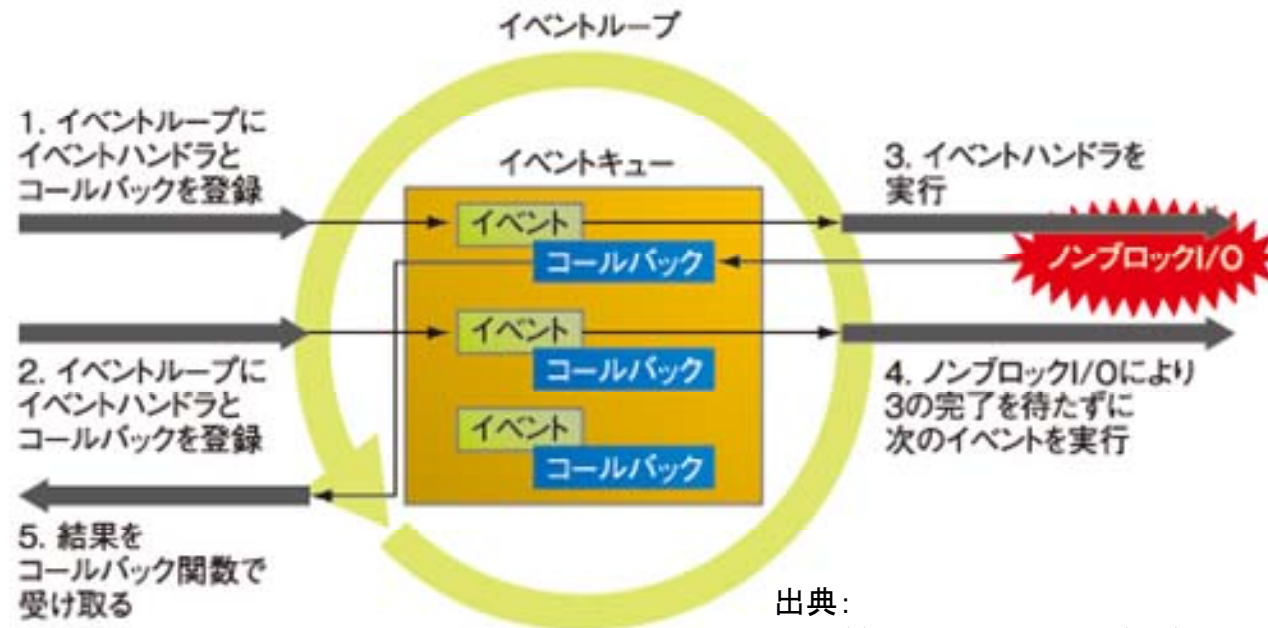 イベントループ
1. イベントループに
イベントハンドラと
コールバックを登録
イベントキュー
3. イベントハンドラを
実行
イベント
コールバック
ノンブロックI/O
イベント
コールバック
2. イベントループに
イベントハンドラと
コールバックを登録
4. ノンブロックI/Oにより
3の完了を待たずに
次のイベントを実行
イベント
コールバック
5. 結果を
コールバック関数で
受け取る
出典: